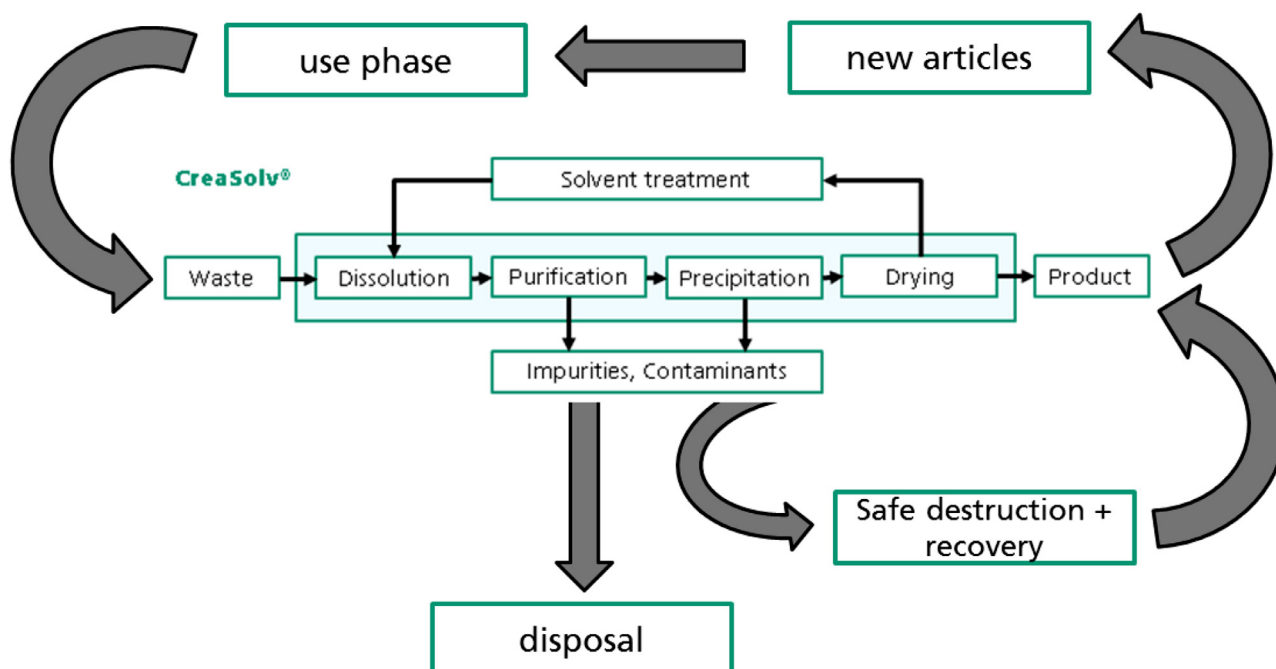 use phase
new articles
CreaSolv®
Solvent treatment
Waste
Dissolution
Purification
Precipitation
Drying
Product
Impurities, Contaminants
Safe destruction +
recovery
disposal